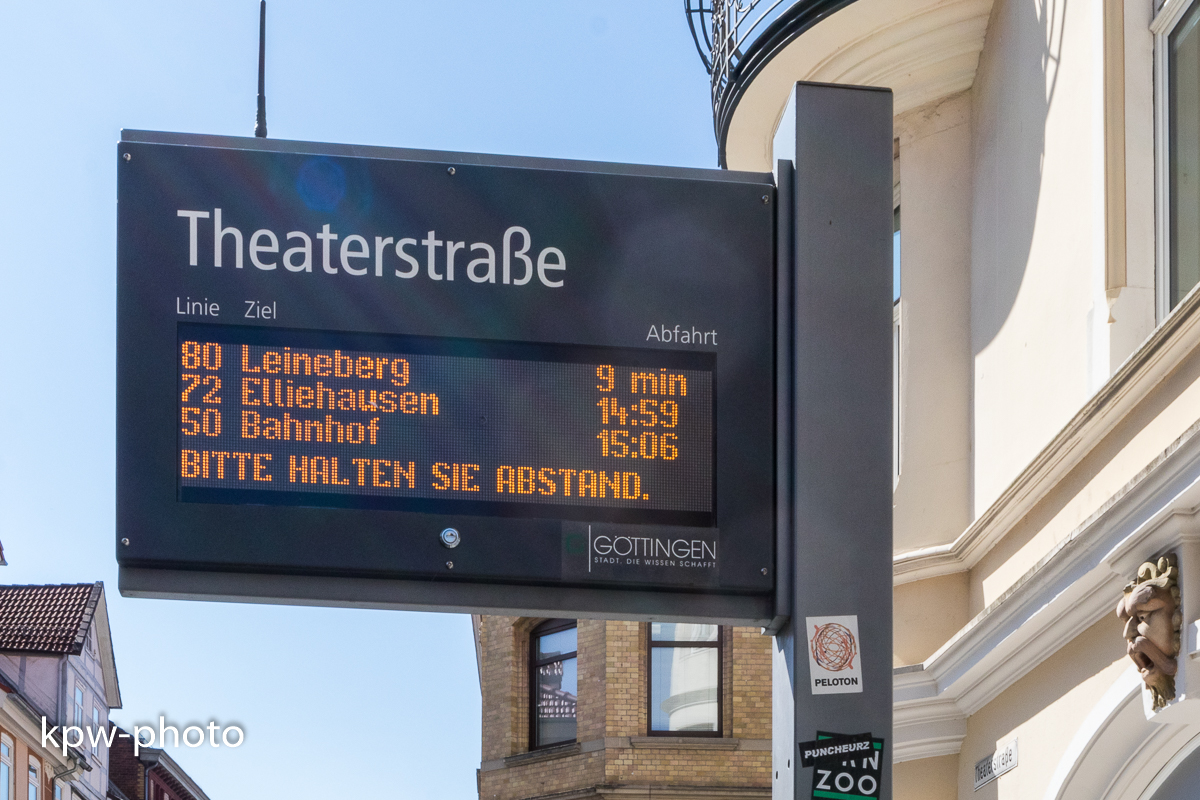 Theaterstraße
Linie Ziel Abfahrt
80 Leineberg 9 min
72 Elliehausen 14:59
50 Bahnhof 15:06
BITTE HALTEN SIE ABSTAND.
GÖTTINGEN
STADT, DIE WISSEN SCHAFFT
PELOTON
PUNCHEURZ
ZOO
Theaterstraße
kpw-photo